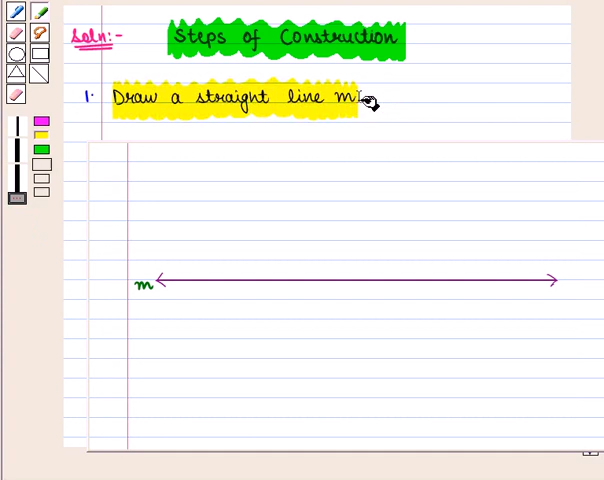 Soln:-
Steps of Construction
1. Draw a straight line m
m